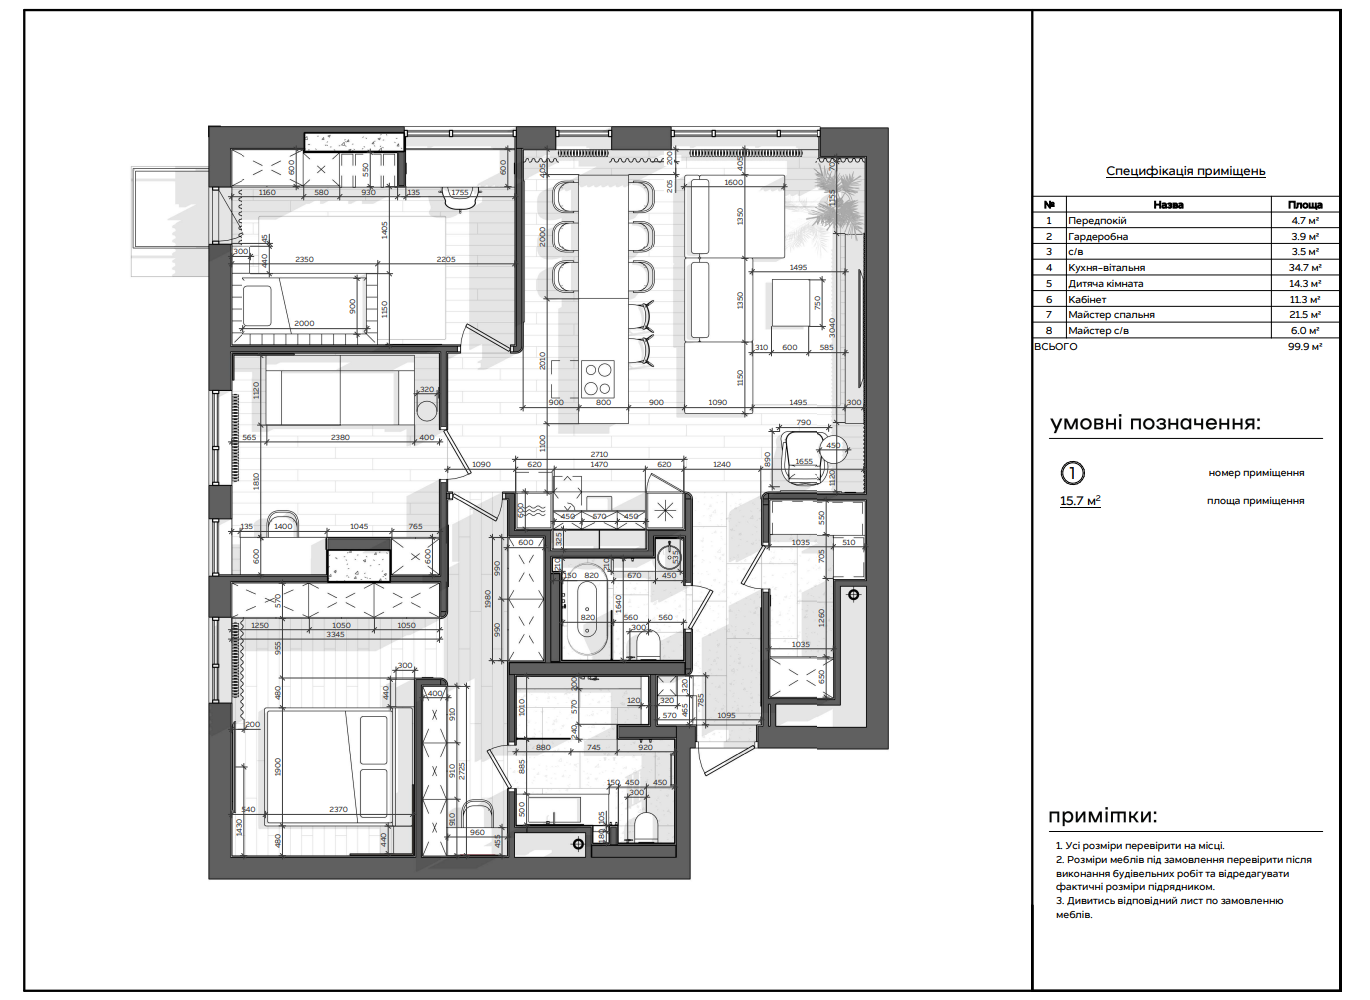 Специфікація приміщень
№ Назва Площа
1 Передпокій 4.7 м²
2 Гардеробна 3.9 м²
3 с/в 3.5 м²
4 Кухня-вітальня 34.7 м²
5 Дитяча кімната 14.3 м²
6 Кабінет 11.3 м²
7 Майстер спальня 21.5 м²
8 Майстер с/в 6.0 м²
ВСЬОГО 99.9 м²
умовні позначення:
1 номер приміщення
15.7 м² площа приміщення
примітки:
1. Усі розміри перевірити на місці.
2. Розміри меблів під замовлення перевірити після
виконання будівельних робіт та відредагувати
фактичні розміри підрядником.
3. Дивитись відповідний лист по замовленню
меблів.
600 550 600
1160 580 930 135 1755
1405
300 45 440
2350 2205
900 1150
2000
405 200 205 405
1600
1350 1155
2000
1495
1350 750 3040
310 600 585
2010 1150
900 800 900 1090 1495 300
1120 320
565 2380 400
1810
135 1400 1045 765
600 600
790
450
1100 890 1655 1120
2710
1090 620 1470 620 1240
600
450 670 450
325
600
990 1980 990
210 210 535
150 820 670 450
1640
820 560 560
300
550
1035 510
705
1260
1035
650
570
1250 1050 1050
3345
955
300
480 440
200
1900
540 2370
1430 480 440
400
910
910 2725
910
960
455
1010 570 120
240
880 745 920
885
150 450 450
300
500 105 180
320 320
570 465 785
1095